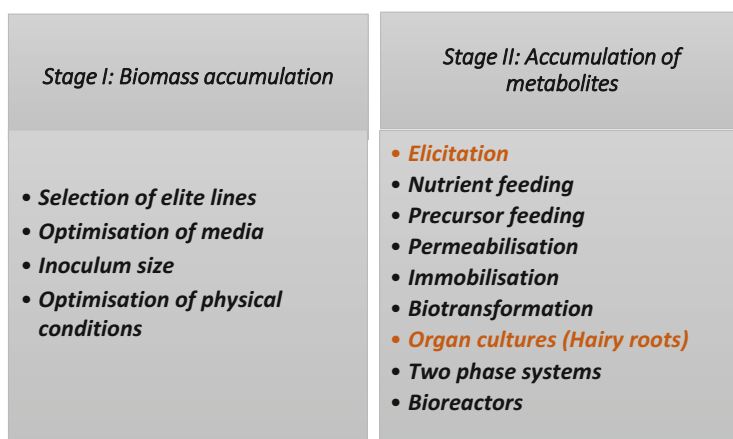 Stage I: Biomass accumulation
• Selection of elite lines
• Optimisation of media
• Inoculum size
• Optimisation of physical
conditions
Stage II: Accumulation of
metabolites
• Elicitation
• Nutrient feeding
• Precursor feeding
• Permeabilisation
• Immobilisation
• Biotransformation
• Organ cultures (Hairy roots)
• Two phase systems
• Bioreactors